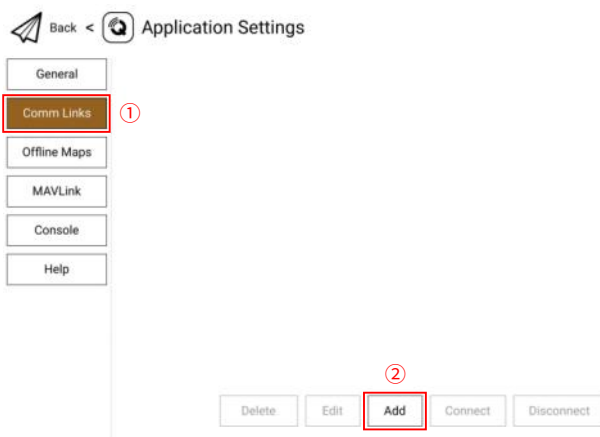 Back < Application Settings
General
Comm Links ①
Offline Maps
MAVLink
Console
Help
②
Delete Edit Add Connect Disconnect